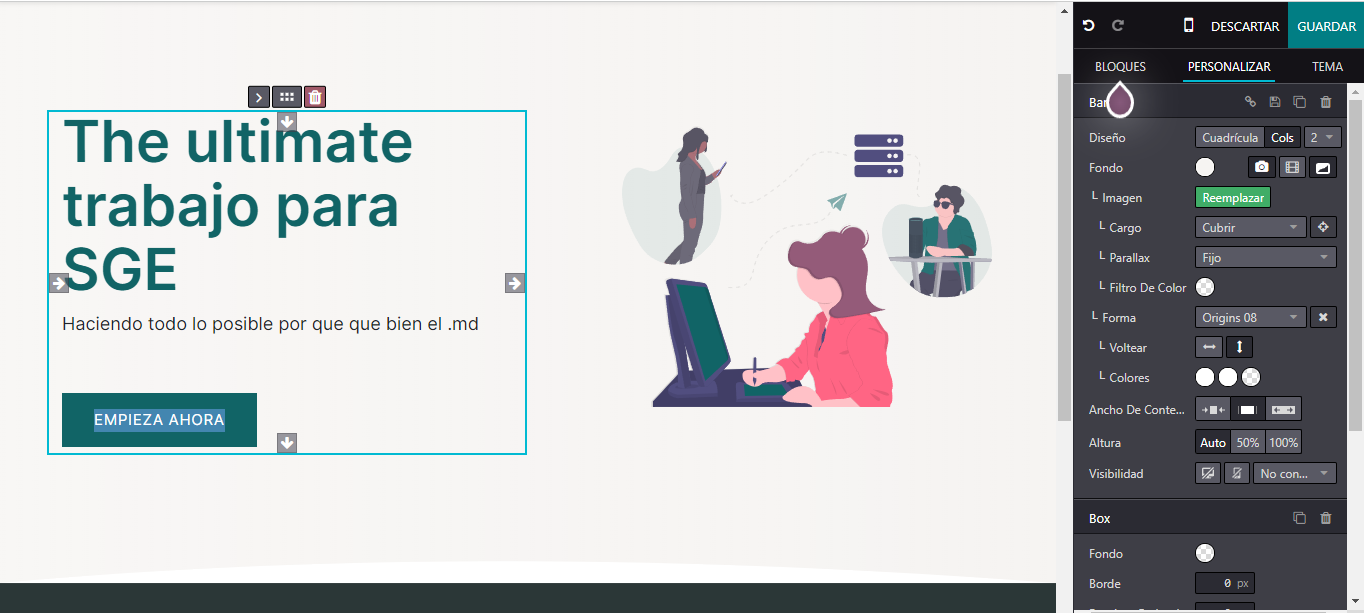 DESCARTAR
GUARDAR
BLOQUES
PERSONALIZAR
TEMA
The ultimate
trabajo para
SGE
Haciendo todo lo posible por que que bien el .md
EMPIEZA AHORA
Diseño Cuadrícula Cols 2
Fondo
Imagen Reemplazar
Cargo Cubrir
Parallax Fijo
Filtro De Color
Forma Origins 08
Voltear
Colores
Ancho De Conte...
Altura Auto 50% 100%
Visibilidad No con...
Box
Fondo
Borde 0 px